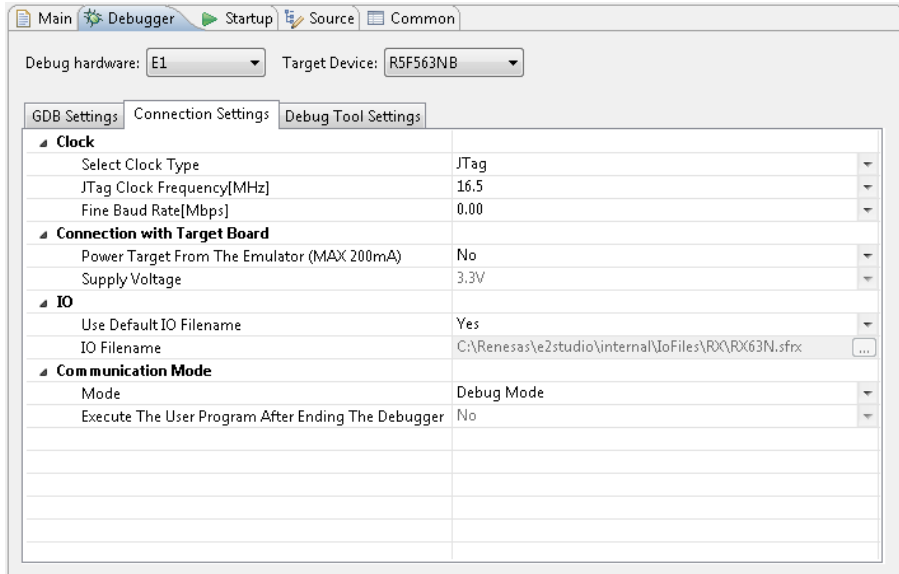 Main Debugger Startup Source Common
Debug hardware: E1 Target Device: R5F563NB
GDB Settings Connection Settings Debug Tool Settings
Clock
Select Clock Type JTag
JTag Clock Frequency[MHz] 16.5
Fine Baud Rate[Mbps] 0.00
Connection with Target Board
Power Target From The Emulator (MAX 200mA) No
Supply Voltage 3.3V
IO
Use Default IO Filename Yes
IO Filename C:\Renesas\e2studio\internal\IoFiles\RX\RX63N.sfrx ...
Communication Mode
Mode Debug Mode
Execute The User Program After Ending The Debugger No